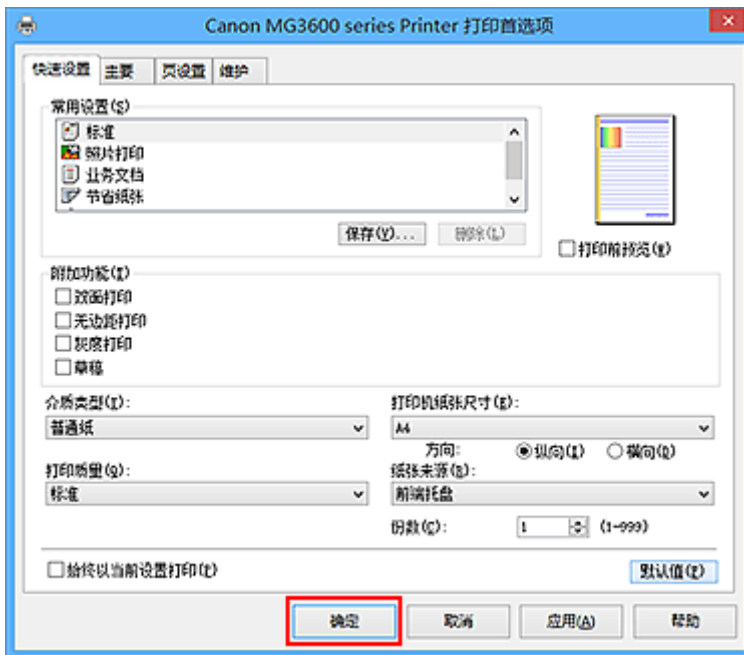 Canon MG3600 series Printer 打印首选项
快速设置 主要 页设置 维护
常用设置(S)
标准
照片打印
业务文档
节省纸张
保存(Y)... 删除(L)
打印前预览(W)
附加功能(I)
双面打印
无边距打印
灰度打印
草稿
介质类型(I): 打印机纸张尺寸(E):
普通纸 A4
方向: 纵向(I) 横向(D)
打印质量(Q): 纸张来源(B):
标准 前端托盘
份数(C): 1 (1-999)
始终以当前设置打印(P) 默认值(F)
确定 取消 应用(A) 帮助